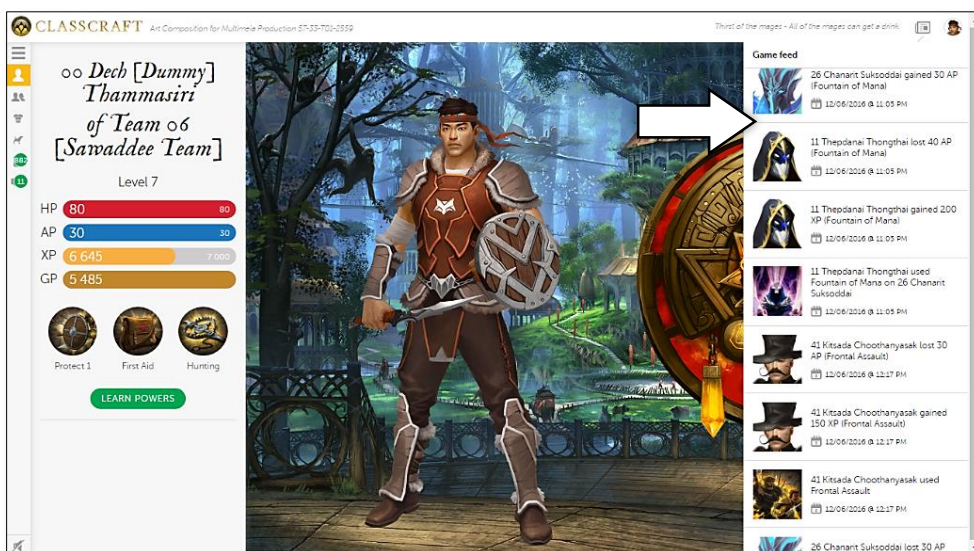 CLASSCRAFT
Art Composition for Multimeia Production 57-33-701-2559
Thirst of the mages - All of the mages can get a drink.
00 Dech [Dummy]
Thammasiri
of Team 06
[Sawaddee Team]
Level 7
HP 80 80
AP 30 30
XP 6 645 7 000
GP 5 485
Protect 1 First Aid Hunting
LEARN POWERS
882
11
Game feed
26 Chanant Suksoddai gained 30 AP
(Fountain of Mana)
12/06/2016 @ 11:05 PM
11 Thepdanai Thongthai lost 40 AP
(Fountain of Mana)
12/06/2016 @ 11:05 PM
11 Thepdanai Thongthai gained 200
XP (Fountain of Mana)
12/06/2016 @ 11:05 PM
11 Thepdanai Thongthai used
Fountain of Mana on 26 Chanant
Suksoddai
12/06/2016 @ 11:05 PM
41 Kitsada Choothanyasak lost 30
AP (Frontal Assault)
12/06/2016 @ 12:17 PM
41 Kitsada Choothanyasak gained
150 XP (Frontal Assault)
12/06/2016 @ 12:17 PM
41 Kitsada Choothanyasak used
Frontal Assault
12/06/2016 @ 12:17 PM
26 Chanant Suksoddai lost 30 AP